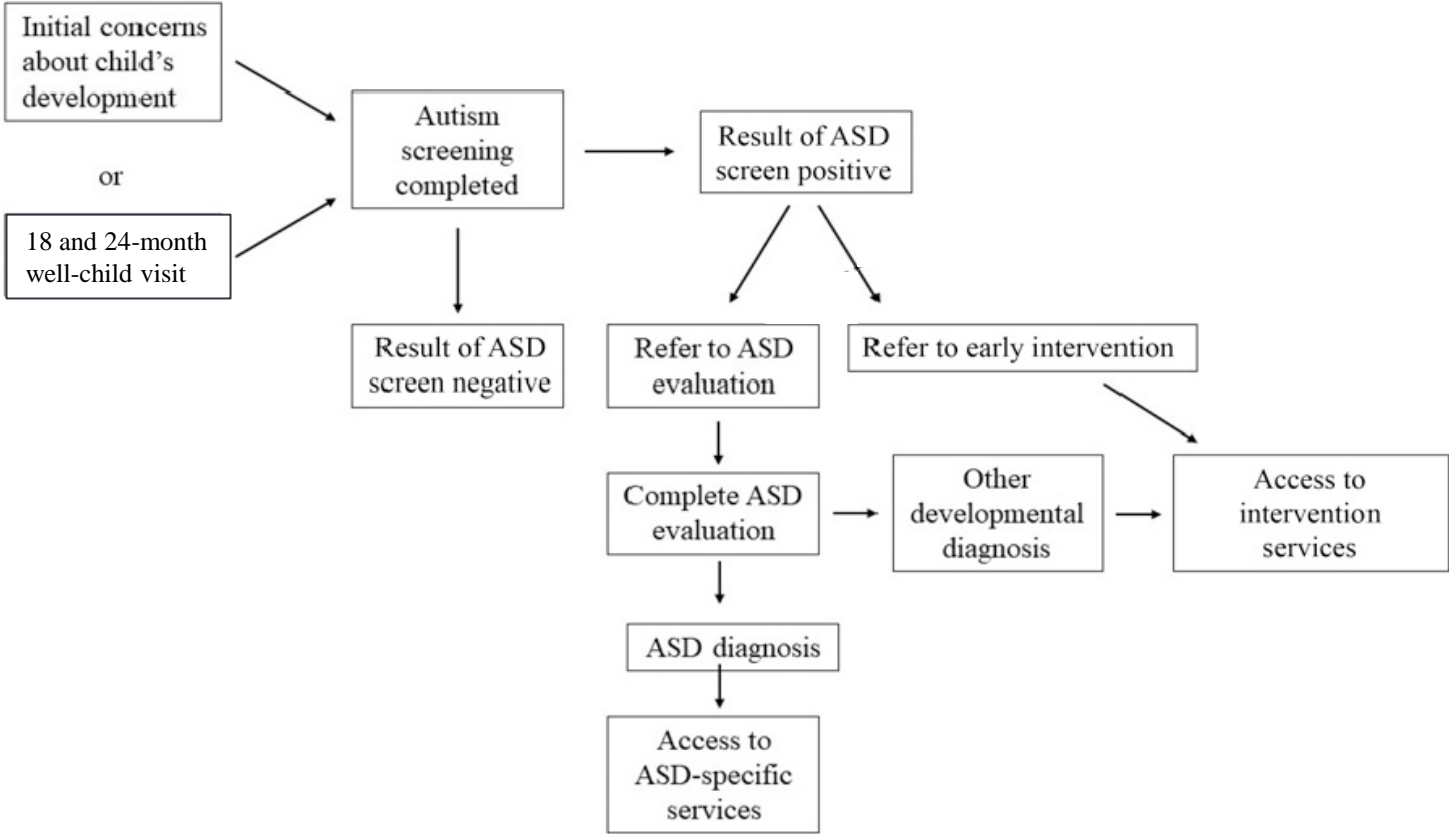 Initial concerns
about child's
development
or
18 and 24-month
well-child visit
Autism
screening
completed
Result of ASD
screen positive
Result of ASD
screen negative
Refer to ASD
evaluation
Refer to early intervention
Complete ASD
evaluation
Other
developmental
diagnosis
Access to
intervention
services
ASD diagnosis
Access to
ASD-specific
services